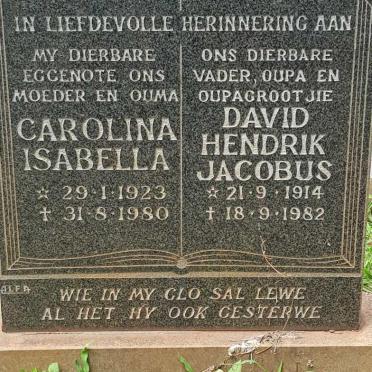 IN LIEFDEVOLLE HERINNERING AAN
MY DIERBARE
EGGENOTE ONS
MOEDER EN OUMA
CAROLINA
ISABELLA
☆ 29·1·1923
✝ 31·8·1980
ONS DIERBARE
VADER, OUPA EN
OUPAGROOTJIE
DAVID
HENDRIK
JACOBUS
☆ 21·9·1914
✝ 18·9·1982
ALFA
WIE IN MY GLO SAL LEWE
AL HET HY OOK GESTERWE